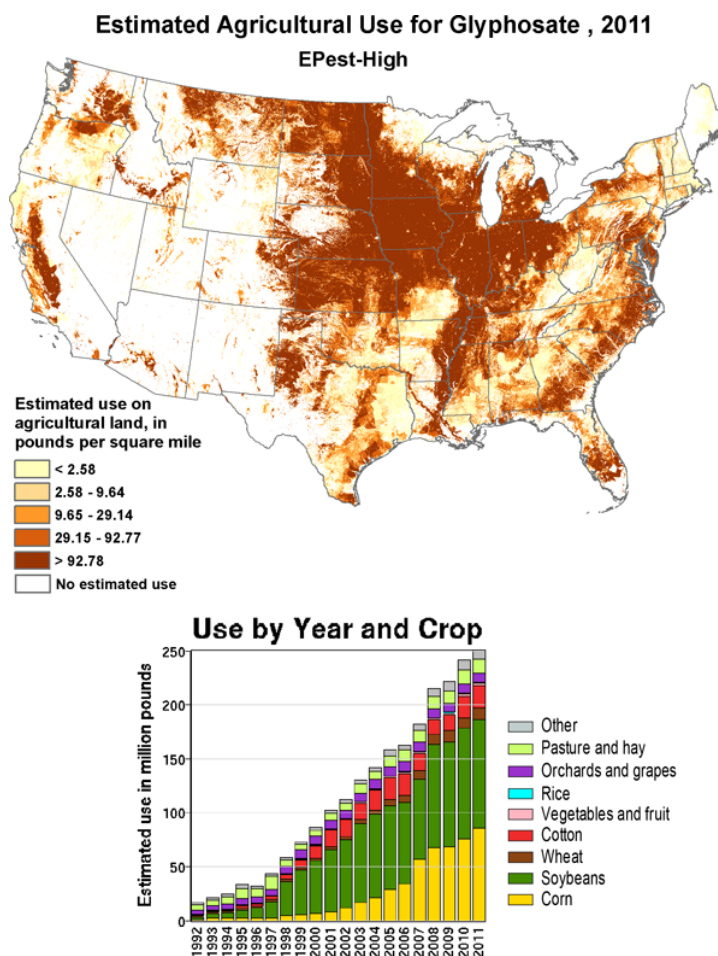 Estimated Agricultural Use for Glyphosate , 2011
EPest-High
Estimated use on
agricultural land, in
pounds per square mile
< 2.58
2.58 - 9.64
9.65 - 29.14
29.15 - 92.77
> 92.78
No estimated use
Use by Year and Crop
Estimated use in million pounds
250
200
150
100
50
0
1992
1993
1994
1995
1996
1997
1998
1999
2000
2001
2002
2003
2004
2005
2006
2007
2008
2009
2010
2011
Other
Pasture and hay
Orchards and grapes
Rice
Vegetables and fruit
Cotton
Wheat
Soybeans
Corn